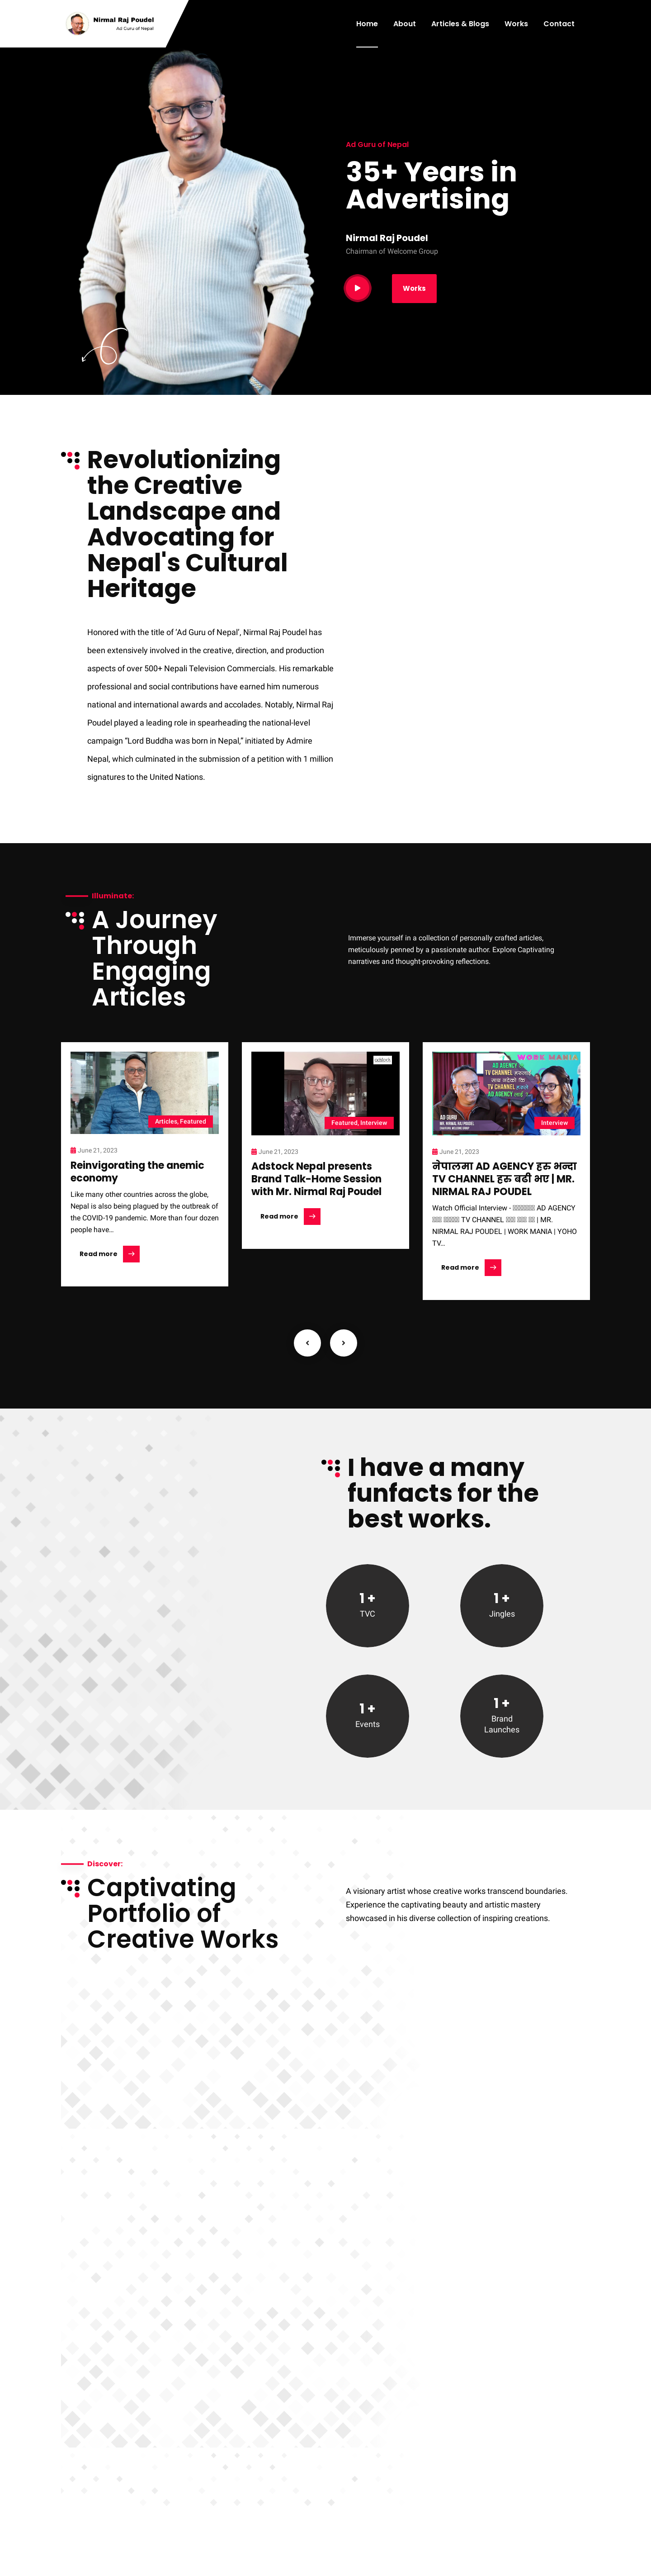 Nirmal Raj Poudel
Ad Guru of Nepal
Home About Articles & Blogs Works Contact
Ad Guru of Nepal
35+ Years in
Advertising
Nirmal Raj Poudel
Chairman of Welcome Group
Works
Revolutionizing
the Creative
Landscape and
Advocating for
Nepal's Cultural
Heritage
Honored with the title of ‘Ad Guru of Nepal’, Nirmal Raj Poudel has
been extensively involved in the creative, direction, and production
aspects of over 500+ Nepali Television Commercials. His remarkable
professional and social contributions have earned him numerous
national and international awards and accolades. Notably, Nirmal Raj
Poudel played a leading role in spearheading the national-level
campaign “Lord Buddha was born in Nepal,” initiated by Admire
Nepal, which culminated in the submission of a petition with 1 million
signatures to the United Nations.
Illuminate:
A Journey
Through
Engaging
Articles
Immerse yourself in a collection of personally crafted articles,
meticulously penned by a passionate author. Explore Captivating
narratives and thought-provoking reflections.
Articles, Featured
June 21, 2023
Reinvigorating the anemic
economy
Like many other countries across the globe,
Nepal is also being plagued by the outbreak of
the COVID-19 pandemic. More than four dozen
people have...
Read more
Featured, Interview
June 21, 2023
Adstock Nepal presents
Brand Talk-Home Session
with Mr. Nirmal Raj Poudel
Read more
WORK MANIA
AD AGENCY
TV CHANNEL
TV CHANNEL
AD AGENCY
AD GURU
MR. NIRMAL RAJ POUDEL
Interview
June 21, 2023
नेपालमा AD AGENCY हरु भन्दा
TV CHANNEL हरु बढी भए | MR.
NIRMAL RAJ POUDEL
Watch Official Interview - AD AGENCY
TV CHANNEL | MR.
NIRMAL RAJ POUDEL | WORK MANIA | YOHO
TV...
Read more
I have a many
funfacts for the
best works.
1 +
TVC
1 +
Jingles
1 +
Events
1 +
Brand
Launches
Discover:
Captivating
Portfolio of
Creative Works
A visionary artist whose creative works transcend boundaries.
Experience the captivating beauty and artistic mastery
showcased in his diverse collection of inspiring creations.